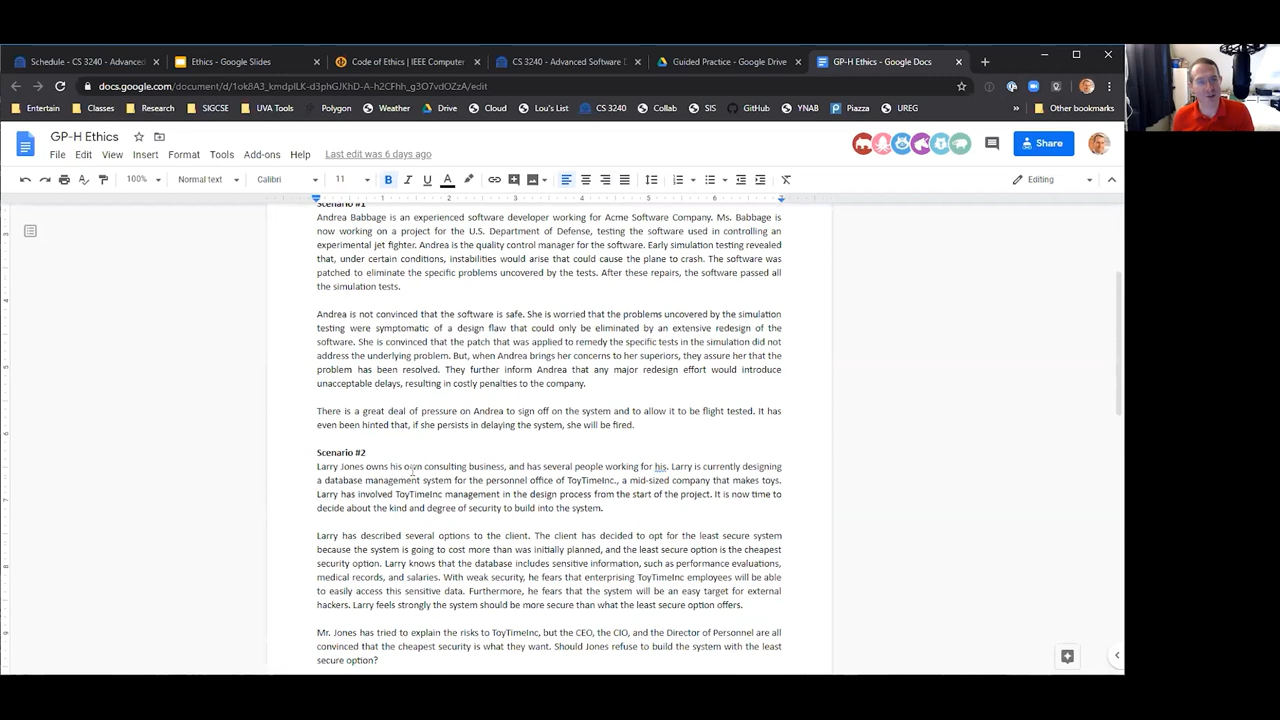 Schedule - CS 3240 - Advanced
Ethics - Google Slides
Code of Ethics | IEEE Computer
CS 3240 - Advanced Software D
Guided Practice - Google Drive
GP-H Ethics - Google Docs
docs.google.com/document/d/1ok8A3_kmdplLK-d3phGJKhD-A-h2CFhh_g3O7vdOZzA/edit
Entertain Classes Research SIGCSE UVA Tools Polygon Weather Drive Cloud Lou's List CS 3240 Collab SIS GitHub YNAB Piazza UREG » Other bookmarks
GP-H Ethics
Share
File Edit View Insert Format Tools Add-ons Help Last edit was 6 days ago
100% Normal text Calibri 11 B I U A Editing
1 2 3 4 5 6 7
3
4
5
6
7
8
9
Scenario #1
Andrea Babbage is an experienced software developer working for Acme Software Company. Ms. Babbage is
now working on a project for the U.S. Department of Defense, testing the software used in controlling an
experimental jet fighter. Andrea is the quality control manager for the software. Early simulation testing revealed
that, under certain conditions, instabilities would arise that could cause the plane to crash. The software was
patched to eliminate the specific problems uncovered by the tests. After these repairs, the software passed all
the simulation tests.
Andrea is not convinced that the software is safe. She is worried that the problems uncovered by the simulation
testing were symptomatic of a design flaw that could only be eliminated by an extensive redesign of the
software. She is convinced that the patch that was applied to remedy the specific tests in the simulation did not
address the underlying problem. But, when Andrea brings her concerns to her superiors, they assure her that the
problem has been resolved. They further inform Andrea that any major redesign effort would introduce
unacceptable delays, resulting in costly penalties to the company.
There is a great deal of pressure on Andrea to sign off on the system and to allow it to be flight tested. It has
even been hinted that, if she persists in delaying the system, she will be fired.
Scenario #2
Larry Jones owns his own consulting business, and has several people working for his. Larry is currently designing
a database management system for the personnel office of ToyTimeInc., a mid-sized company that makes toys.
Larry has involved ToyTimeInc management in the design process from the start of the project. It is now time to
decide about the kind and degree of security to build into the system.
Larry has described several options to the client. The client has decided to opt for the least secure system
because the system is going to cost more than was initially planned, and the least secure option is the cheapest
security option. Larry knows that the database includes sensitive information, such as performance evaluations,
medical records, and salaries. With weak security, he fears that enterprising ToyTimeInc employees will be able
to easily access this sensitive data. Furthermore, he fears that the system will be an easy target for external
hackers. Larry feels strongly the system should be more secure than what the least secure option offers.
Mr. Jones has tried to explain the risks to ToyTimeInc, but the CEO, the CIO, and the Director of Personnel are all
convinced that the cheapest security is what they want. Should Jones refuse to build the system with the least
secure option?